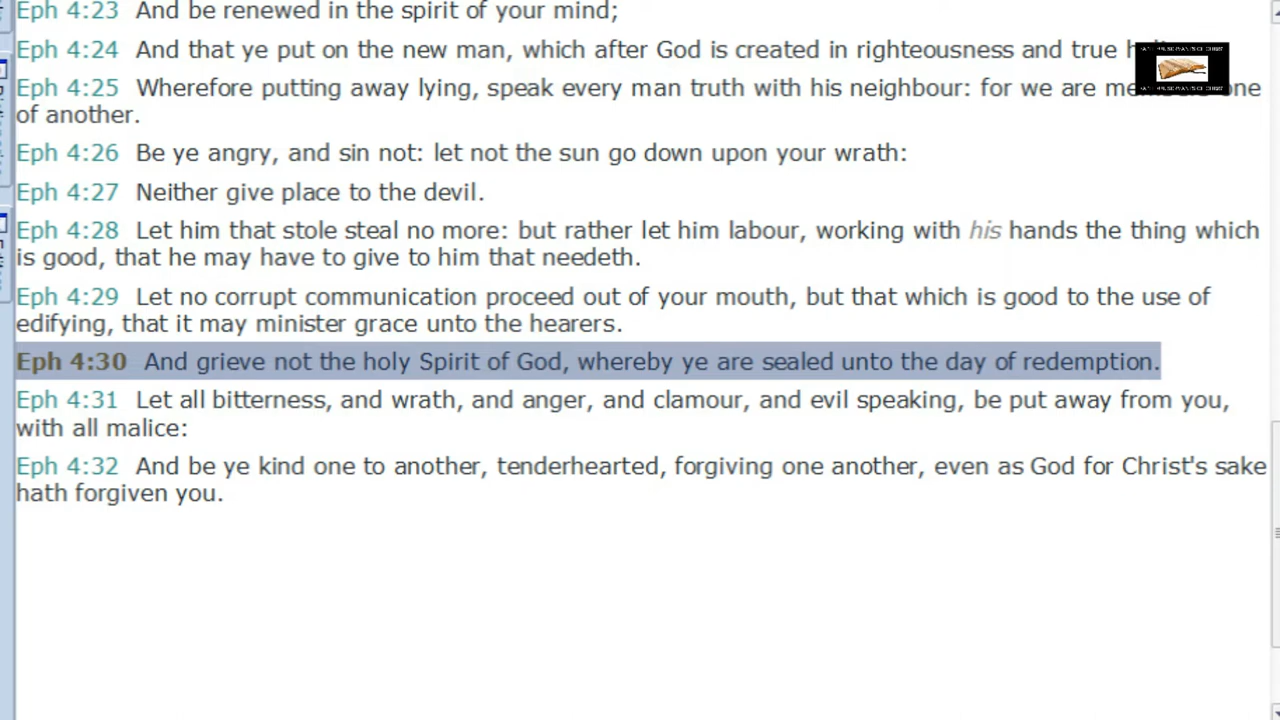 Eph 4:23 And be renewed in the spirit of your mind;
Eph 4:24 And that ye put on the new man, which after God is created in righteousness and true
Eph 4:25 Wherefore putting away lying, speak every man truth with his neighbour: for we are members one
of another.
Eph 4:26 Be ye angry, and sin not: let not the sun go down upon your wrath:
Eph 4:27 Neither give place to the devil.
Eph 4:28 Let him that stole steal no more: but rather let him labour, working with his hands the thing which
is good, that he may have to give to him that needeth.
Eph 4:29 Let no corrupt communication proceed out of your mouth, but that which is good to the use of
edifying, that it may minister grace unto the hearers.
Eph 4:30 And grieve not the holy Spirit of God, whereby ye are sealed unto the day of redemption.
Eph 4:31 Let all bitterness, and wrath, and anger, and clamour, and evil speaking, be put away from you,
with all malice:
Eph 4:32 And be ye kind one to another, tenderhearted, forgiving one another, even as God for Christ's sake
hath forgiven you.